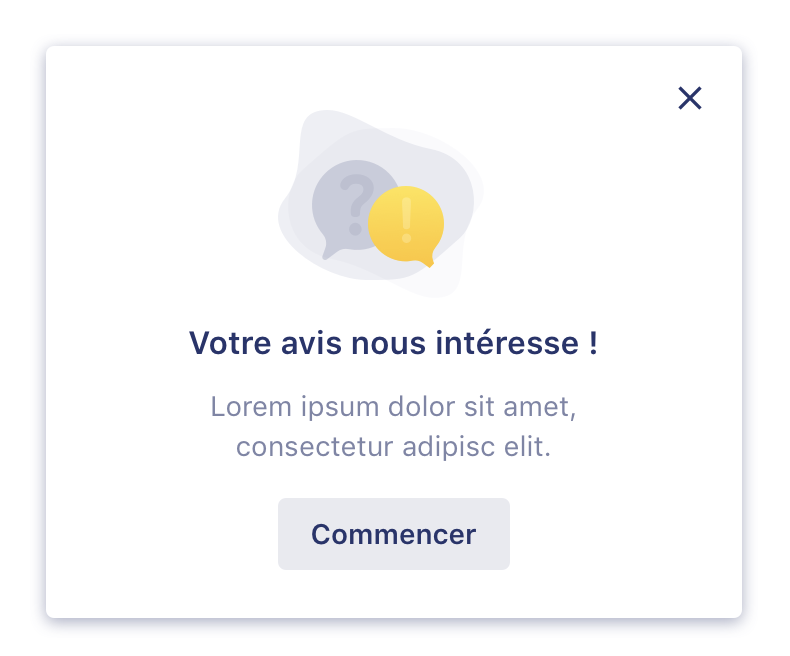 Votre avis nous intéresse !
Lorem ipsum dolor sit amet,
consectetur adipisc elit.
Commencer